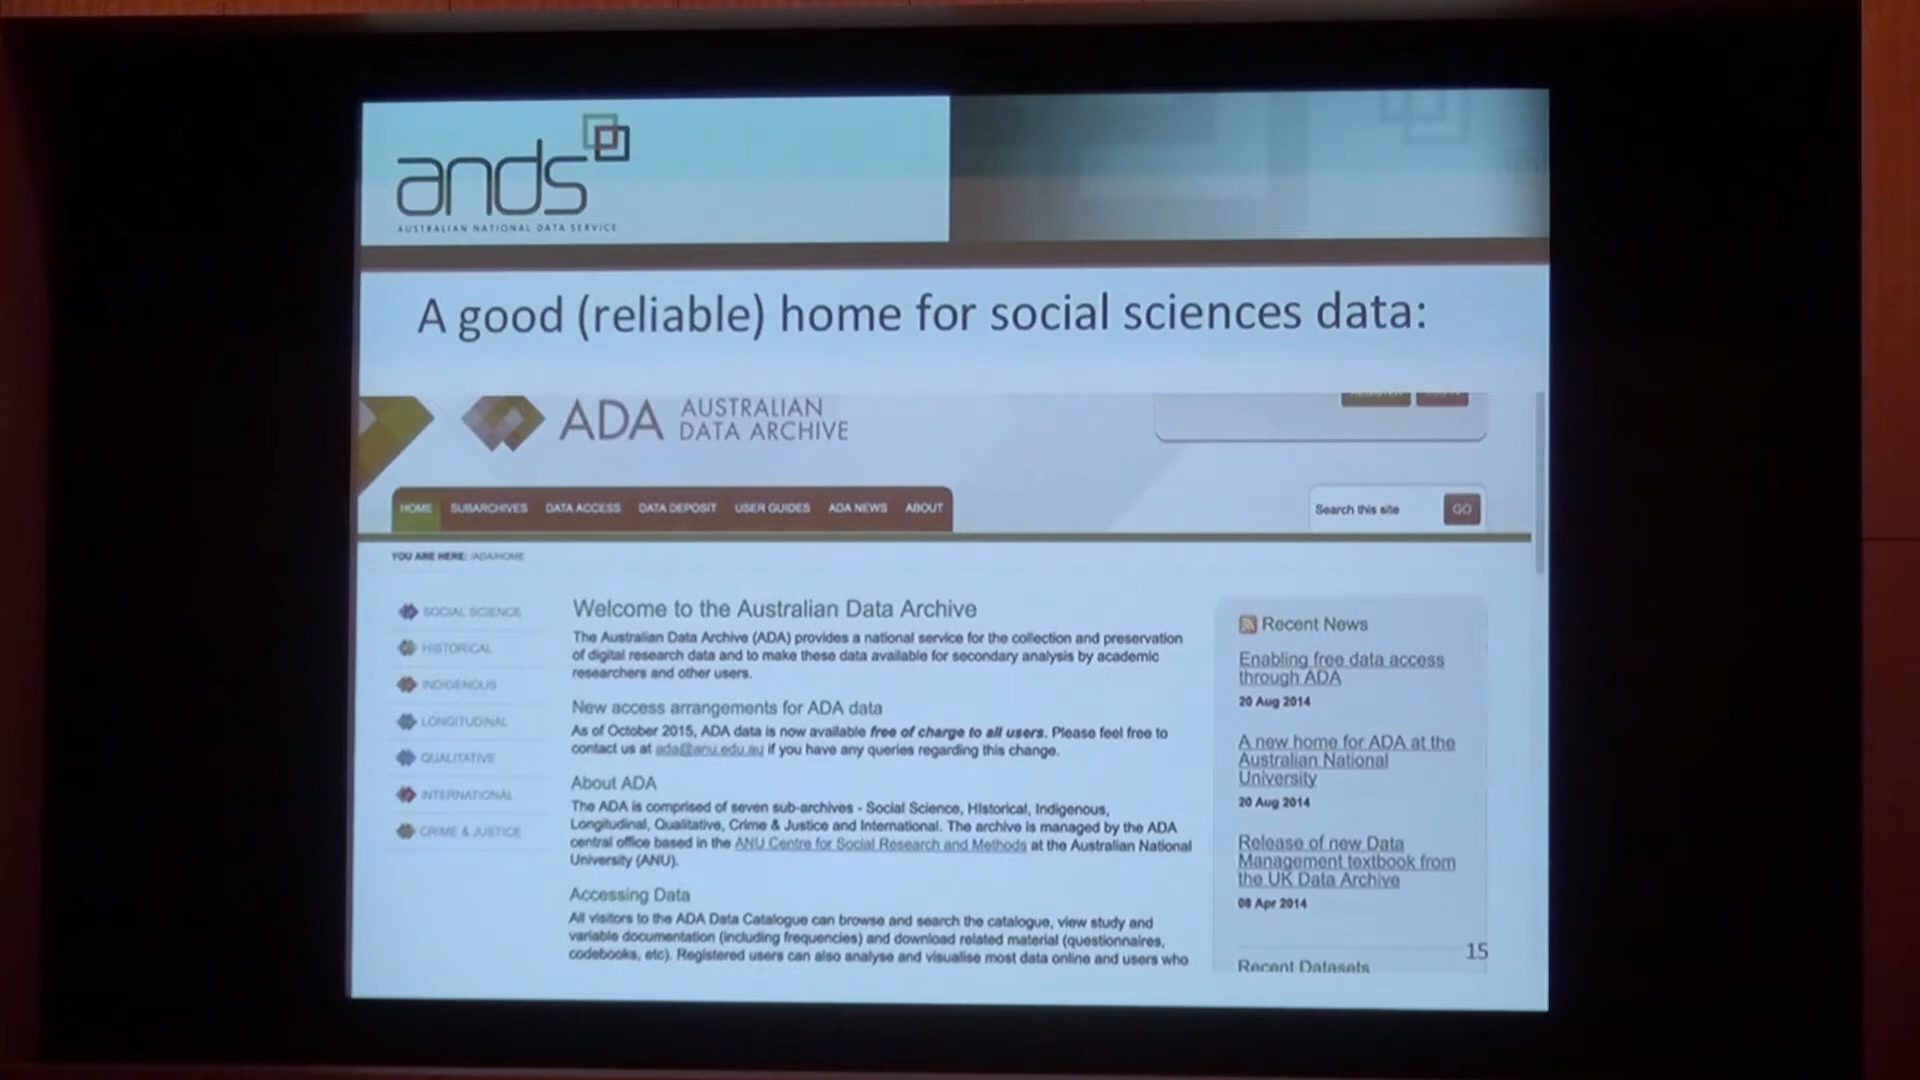 ands
AUSTRALIAN NATIONAL DATA SERVICE
A good (reliable) home for social sciences data:
ADA AUSTRALIAN
DATA ARCHIVE
HOME SUBARCHIVES DATA ACCESS DATA DEPOSIT USER GUIDES ADA NEWS ABOUT
Search this site GO
YOU ARE HERE: /ADA/HOME
SOCIAL SCIENCE
HISTORICAL
INDIGENOUS
LONGITUDINAL
QUALITATIVE
INTERNATIONAL
CRIME & JUSTICE
Welcome to the Australian Data Archive
The Australian Data Archive (ADA) provides a national service for the collection and preservation
of digital research data and to make these data available for secondary analysis by academic
researchers and other users.
New access arrangements for ADA data
As of October 2015, ADA data is now available free of charge to all users. Please feel free to
contact us at ada@anu.edu.au if you have any queries regarding this change.
About ADA
The ADA is comprised of seven sub-archives - Social Science, HIstorical, Indigenous,
Longitudinal, Qualitative, Crime & Justice and International. The archive is managed by the ADA
central office based in the ANU Centre for Social Research and Methods at the Australian National
University (ANU).
Accessing Data
All visitors to the ADA Data Catalogue can browse and search the catalogue, view study and
variable documentation (including frequencies) and download related material (questionnaires,
codebooks, etc). Registered users can also analyse and visualise most data online and users who
Recent News
Enabling free data access
through ADA
20 Aug 2014
A new home for ADA at the
Australian National
University
20 Aug 2014
Release of new Data
Management textbook from
the UK Data Archive
08 Apr 2014
Recent Datasets
15